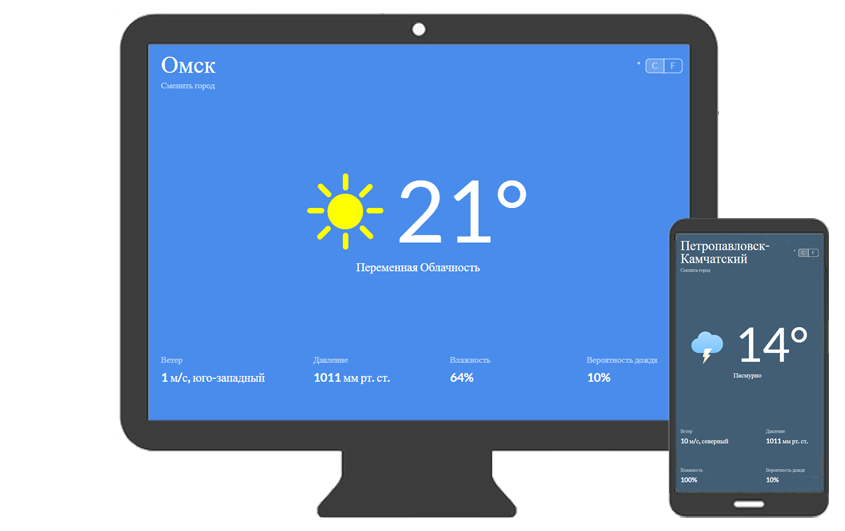 Омск
Сменить город
° C F
21°
Переменная Облачность
Ветер
1 м/с, юго-западный
Давление
1011 мм рт. ст.
Влажность
64%
Вероятность дождя
10%
Петропавловск-
Камчатский
° C F
Сменить город
14°
Пасмурно
Ветер
10 м/с, северный
Давление
1011 мм рт. ст.
Влажность
100%
Вероятность дождя
10%